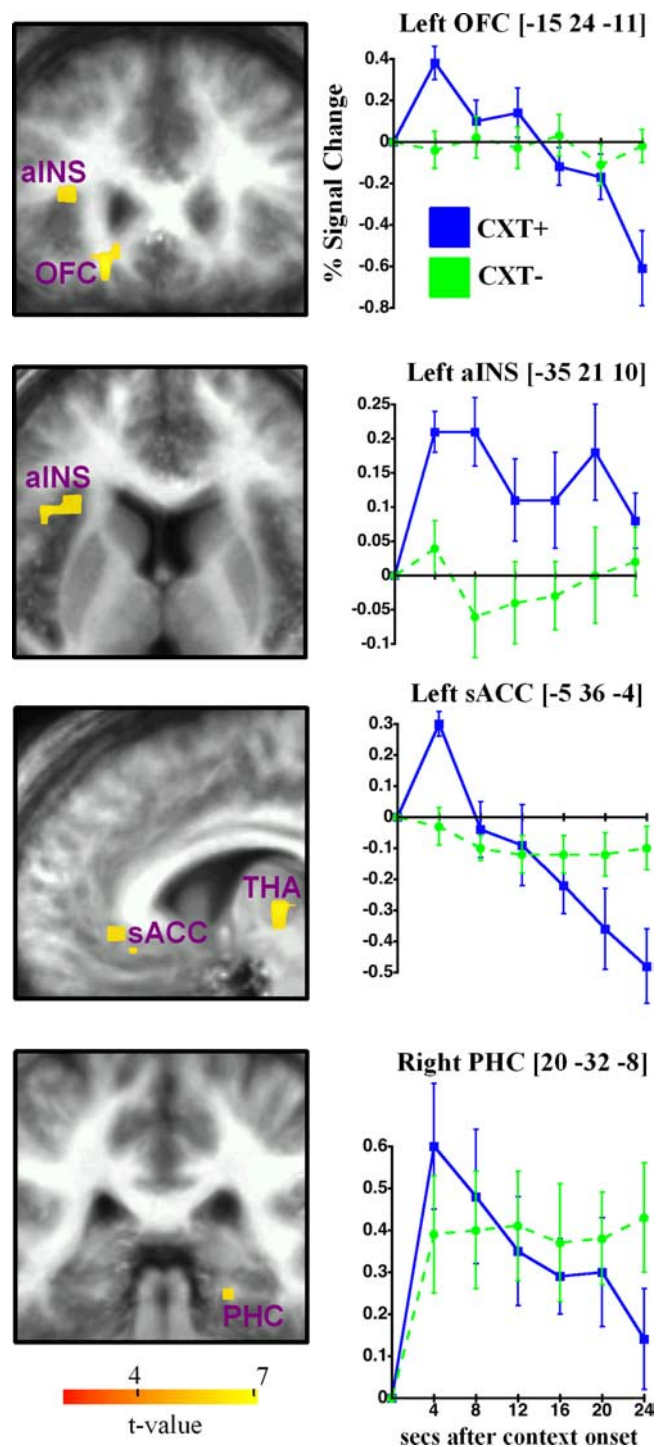 Left OFC [-15 24 -11]
aINS
OFC
% Signal Change
0.4
0.2
0
-0.2
-0.4
-0.6
-0.8
CXT+
CXT-
Left aINS [-35 21 10]
aINS
0.25
0.2
0.15
0.1
0.05
0
-0.05
-0.1
Left sACC [-5 36 -4]
THA
sACC
0.3
0.2
0.1
0
-0.1
-0.2
-0.3
-0.4
-0.5
Right PHC [20 -32 -8]
PHC
0.6
0.5
0.4
0.3
0.2
0.1
0
4 8 12 16 20 24
secs after context onset
4 7
t-value